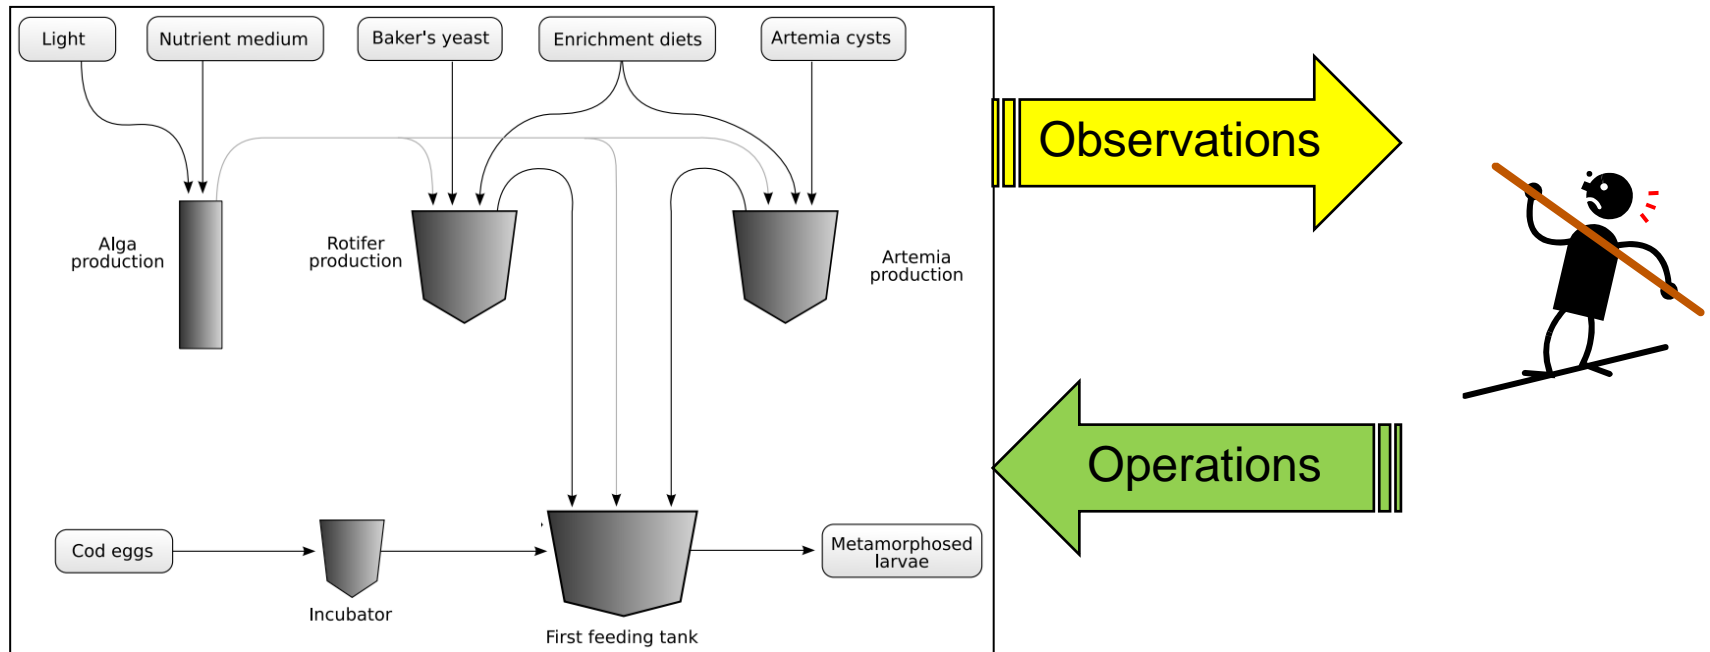 Light
Nutrient medium
Baker's yeast
Enrichment diets
Artemia cysts
Observations
Alga
production
Rotifer
production
Artemia
production
Operations
Cod eggs
Incubator
First feeding tank
Metamorphosed
larvae